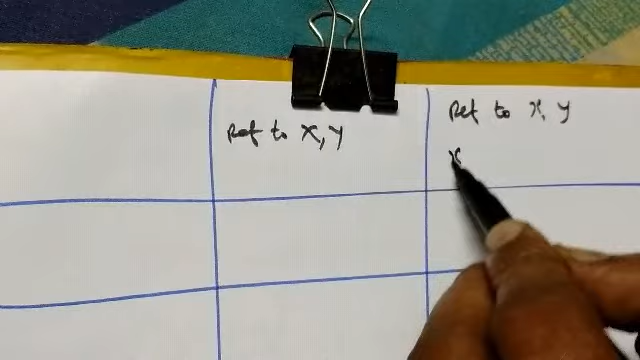 Ref to X, Y
Ref to X, Y
X